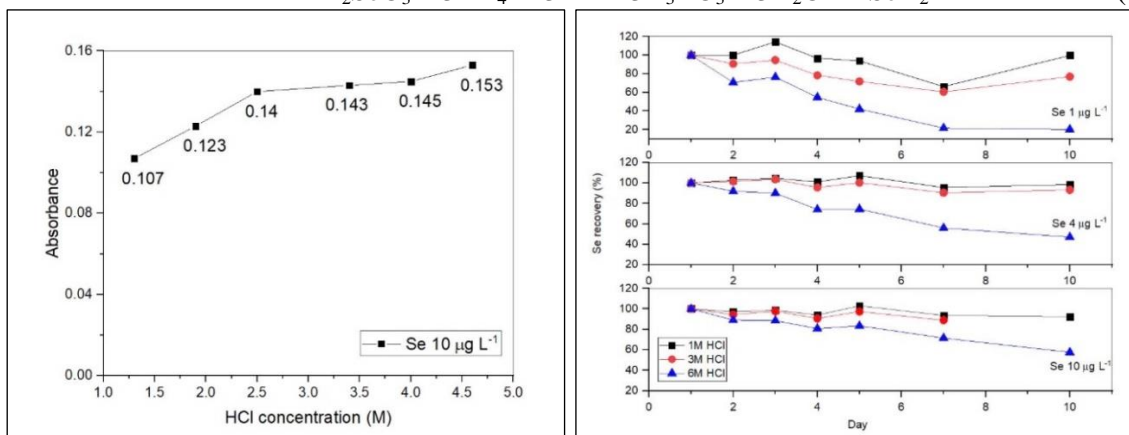 0.16
0.12
0.08
0.04
0.00
Absorbance
0.107
0.123
0.14
0.143
0.145
0.153
Se 10 μg L⁻¹
1.0 1.5 2.0 2.5 3.0 3.5 4.0 4.5 5.0
HCl concentration (M)
120
100
80
60
40
20
Se 1 μg L⁻¹
0 2 4 6 8 10
120
100
80
60
40
20
Se recovery (%)
Se 4 μg L⁻¹
0 2 4 6 8 10
120
100
80
60
40
20
1M HCl
3M HCl
6M HCl
Se 10 μg L⁻¹
0 2 4 6 8 10
Day